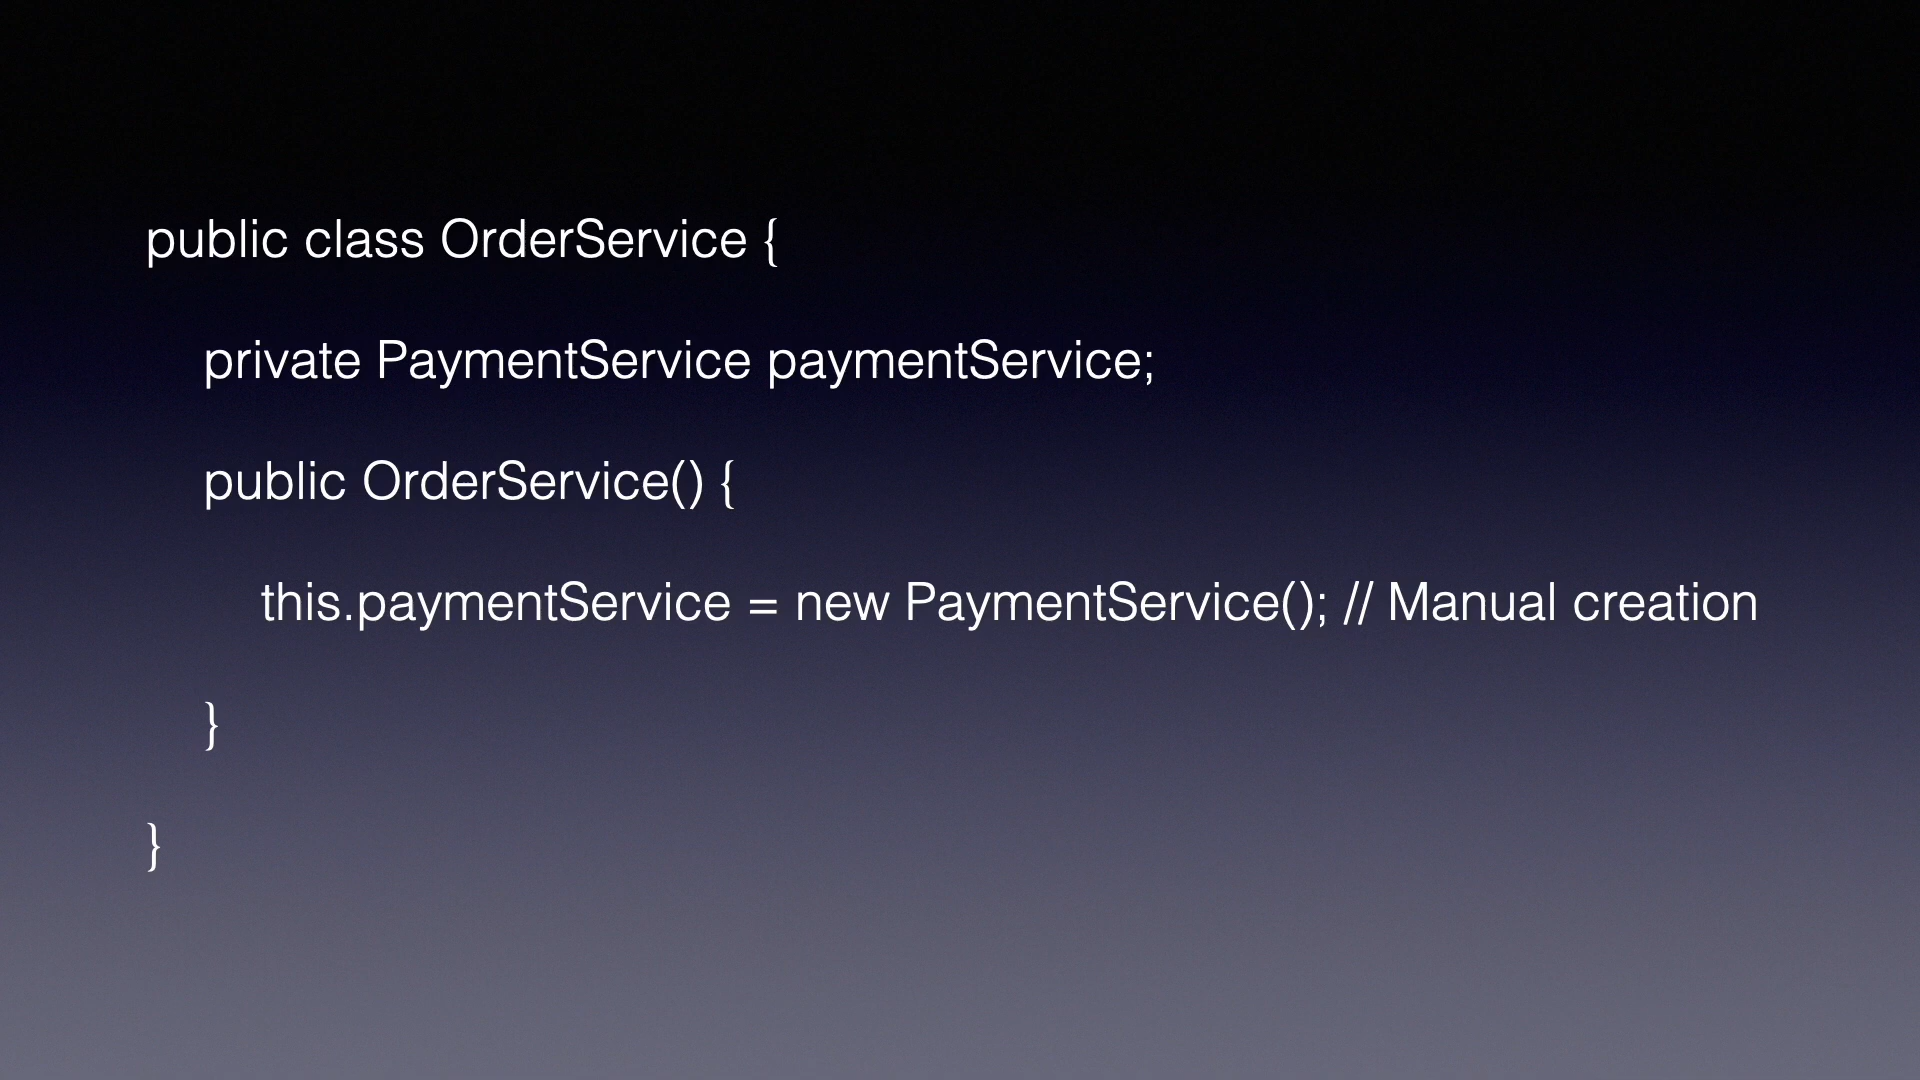 public class OrderService {
private PaymentService paymentService;
public OrderService() {
this.paymentService = new PaymentService(); // Manual creation
}
}